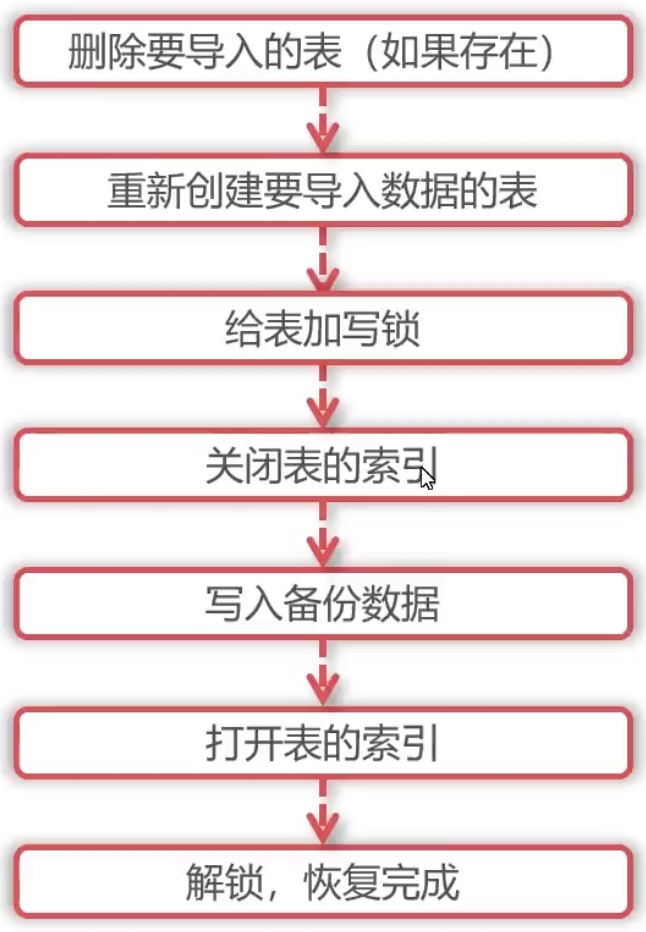 删除要导入的表（如果存在）
重新创建要导入数据的表
给表加写锁
关闭表的索引
写入备份数据
打开表的索引
解锁，恢复完成